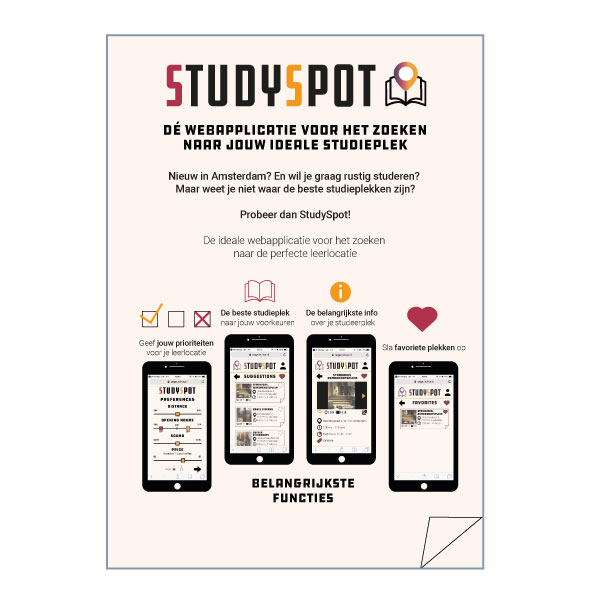 STUDYSPOT
DÉ WEBAPPLICATIE VOOR HET ZOEKEN
NAAR JOUW IDEALE STUDIEPLEK
Nieuw in Amsterdam? En wil je graag rustig studeren?
Maar weet je niet waar de beste studieplekken zijn?
Probeer dan StudySpot!
De ideale webapplicatie voor het zoeken
naar de perfecte leerlocatie
Geef jouw prioriteiten
voor je leerlocatie
De beste studieplek
naar jouw voorkeuren
De belangrijkste info
over je studeerplek
Sla favoriete plekken op
STUDYSPOT
PREFERENCES
DISTANCE
OPENING HOURS
SOUND
PRICE
STUDYSPOT
SUGGESTIONS
STUDYSPOT
STUDYSPOT
FAVORITES
BELANGRIJKSTE
FUNCTIES